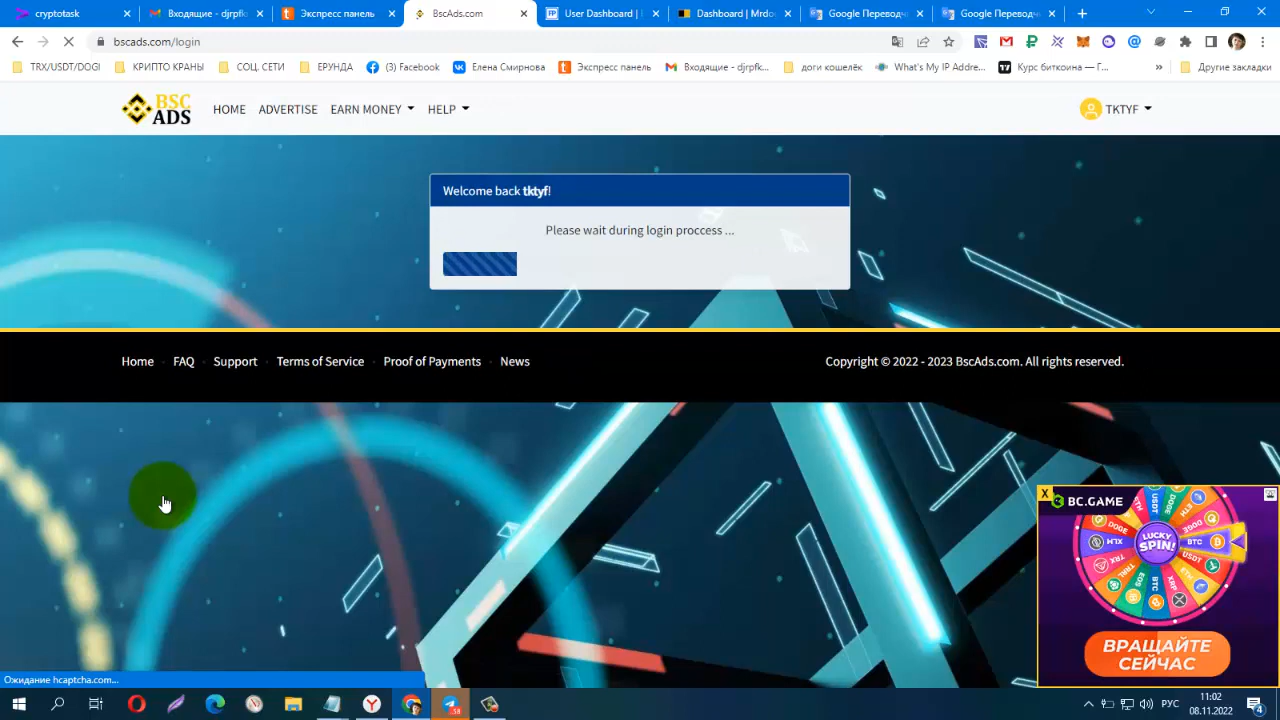 cryptotask
Входящие - djrpfk
Экспресс панель
BscAds.com
User Dashboard |
Dashboard | Mrdo
Google Переводч
Google Переводч
bscads.com/login
TRX/USDT/DOGI
КРИПТО КРАНЫ
СОЦ. СЕТИ
ЕРУНДА
(3) Facebook
Елена Смирнова
Экспресс панель
Входящие - djrpfk...
доги кошелёк
What's My IP Addre...
Курс биткоина — Г...
»
Другие закладки
BSC
ADS
HOME
ADVERTISE
EARN MONEY
HELP
TKTYF
Welcome back tktyf!
Please wait during login proccess ...
Home
FAQ
Support
Terms of Service
Proof of Payments
News
Copyright © 2022 - 2023 BscAds.com. All rights reserved.
X
BC.GAME
LUCKY
SPIN!
ВРАЩАЙТЕ
СЕЙЧАС
Ожидание hcaptcha.com...
РУС
11:02
08.11.2022